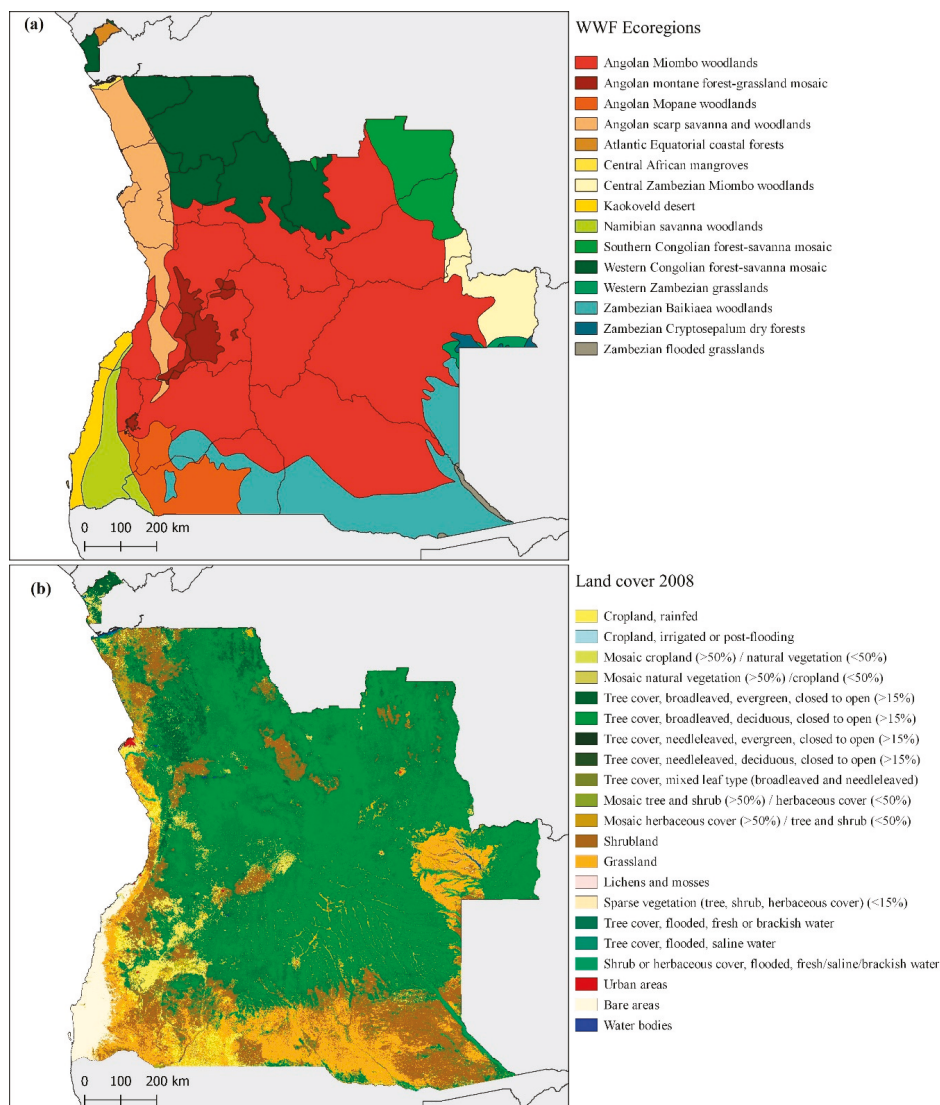 (a)
WWF Ecoregions
Angolan Miombo woodlands
Angolan montane forest-grassland mosaic
Angolan Mopane woodlands
Angolan scarp savanna and woodlands
Atlantic Equatorial coastal forests
Central African mangroves
Central Zambezian Miombo woodlands
Kaokoveld desert
Namibian savanna woodlands
Southern Congolian forest-savanna mosaic
Western Congolian forest-savanna mosaic
Western Zambezian grasslands
Zambezian Baikiaea woodlands
Zambezian Cryptosepalum dry forests
Zambezian flooded grasslands
0 100 200 km
(b)
Land cover 2008
Cropland, rainfed
Cropland, irrigated or post-flooding
Mosaic cropland (>50%) / natural vegetation (<50%)
Mosaic natural vegetation (>50%) /cropland (<50%)
Tree cover, broadleaved, evergreen, closed to open (>15%)
Tree cover, broadleaved, deciduous, closed to open (>15%)
Tree cover, needleleaved, evergreen, closed to open (>15%)
Tree cover, needleleaved, deciduous, closed to open (>15%)
Tree cover, mixed leaf type (broadleaved and needleleaved)
Mosaic tree and shrub (>50%) / herbaceous cover (<50%)
Mosaic herbaceous cover (>50%) / tree and shrub (<50%)
Shrubland
Grassland
Lichens and mosses
Sparse vegetation (tree, shrub, herbaceous cover) (<15%)
Tree cover, flooded, fresh or brackish water
Tree cover, flooded, saline water
Shrub or herbaceous cover, flooded, fresh/saline/brackish water
Urban areas
Bare areas
Water bodies
0 100 200 km